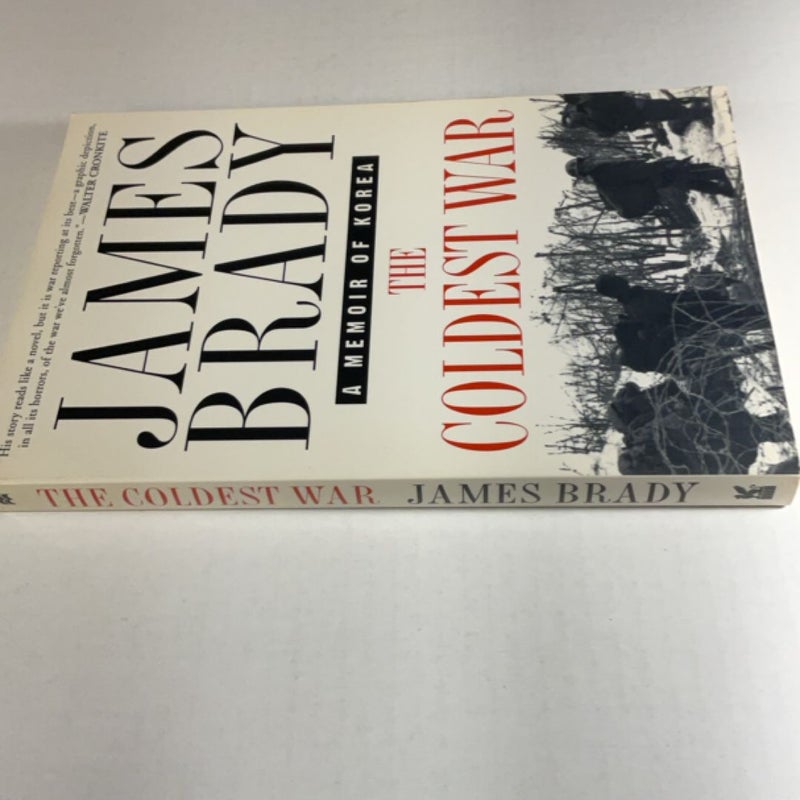 His story reads like a novel, but it is war reporting at its best—a graphic depiction,
in all its horrors, of the war we've almost forgotten." —WALTER CRONKITE
JAMES
BRADY
A MEMOIR OF KOREA
THE
COLDEST WAR
THE COLDEST WAR JAMES BRADY